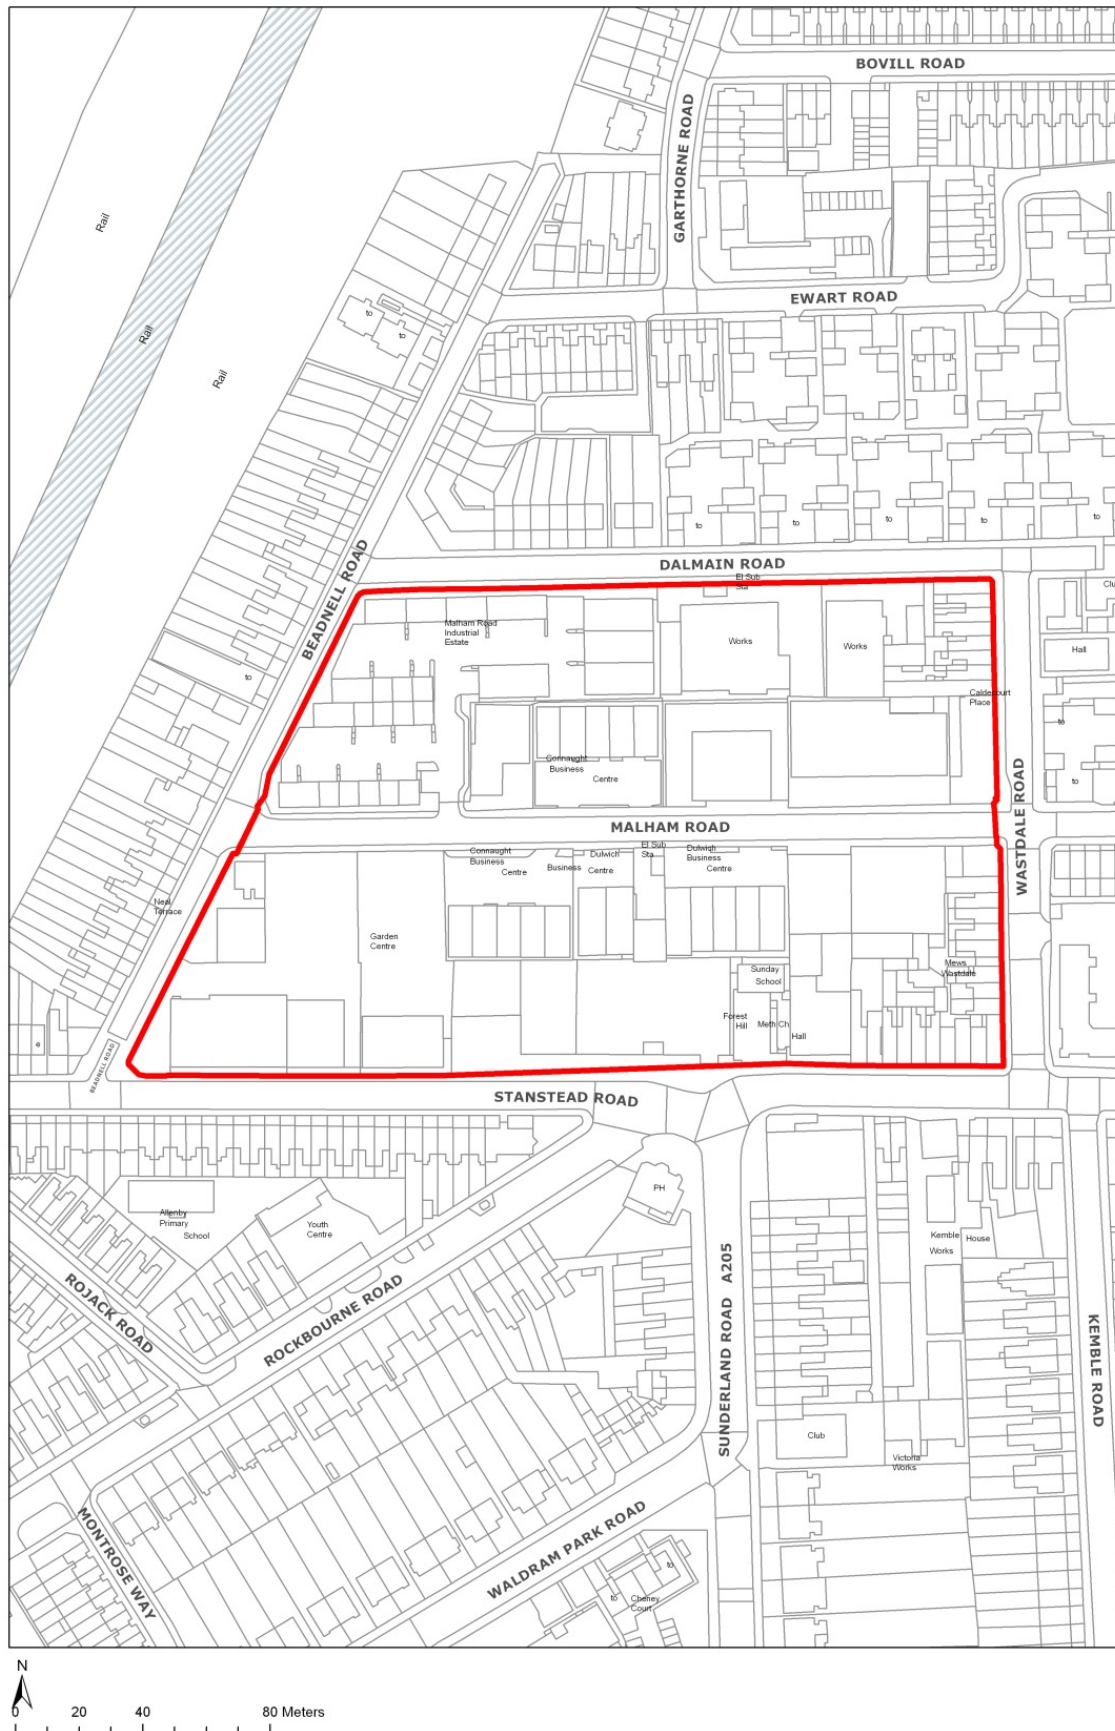 BOVILL ROAD
GARTHORNE ROAD
Rail
EWART ROAD
Rail
to
to
Rail
to
to
to
to
to
DALMAIN ROAD
El Sub
Sta
BEADNELL ROAD
Clu
Malham Road
Industrial
Estate
Works
Works
Hall
to
Caldecourt
Place
to
Connaught
Business
Centre
to
WASTDALE ROAD
MALHAM ROAD
Connaught
Business
Centre
Business
Dulwich
Centre
El Sub
Sta
Dulwich
Business
Centre
Neal
Terrace
Garden
Centre
Sunday
School
Mews
Wastdale
Forest
Hill
Meth Ch
Hall
BEADNELL ROAD
STANSTEAD ROAD
PH
Allenby
Primary
School
Youth
Centre
Kemble
House
Works
ROJACK ROAD
ROCKBOURNE ROAD
SUNDERLAND ROAD A205
KEMBLE ROAD
Club
Victoria
Works
MONTROSE WAY
WALDRAM PARK ROAD
to
to
Cheney
Court
N
0 20 40 80 Meters